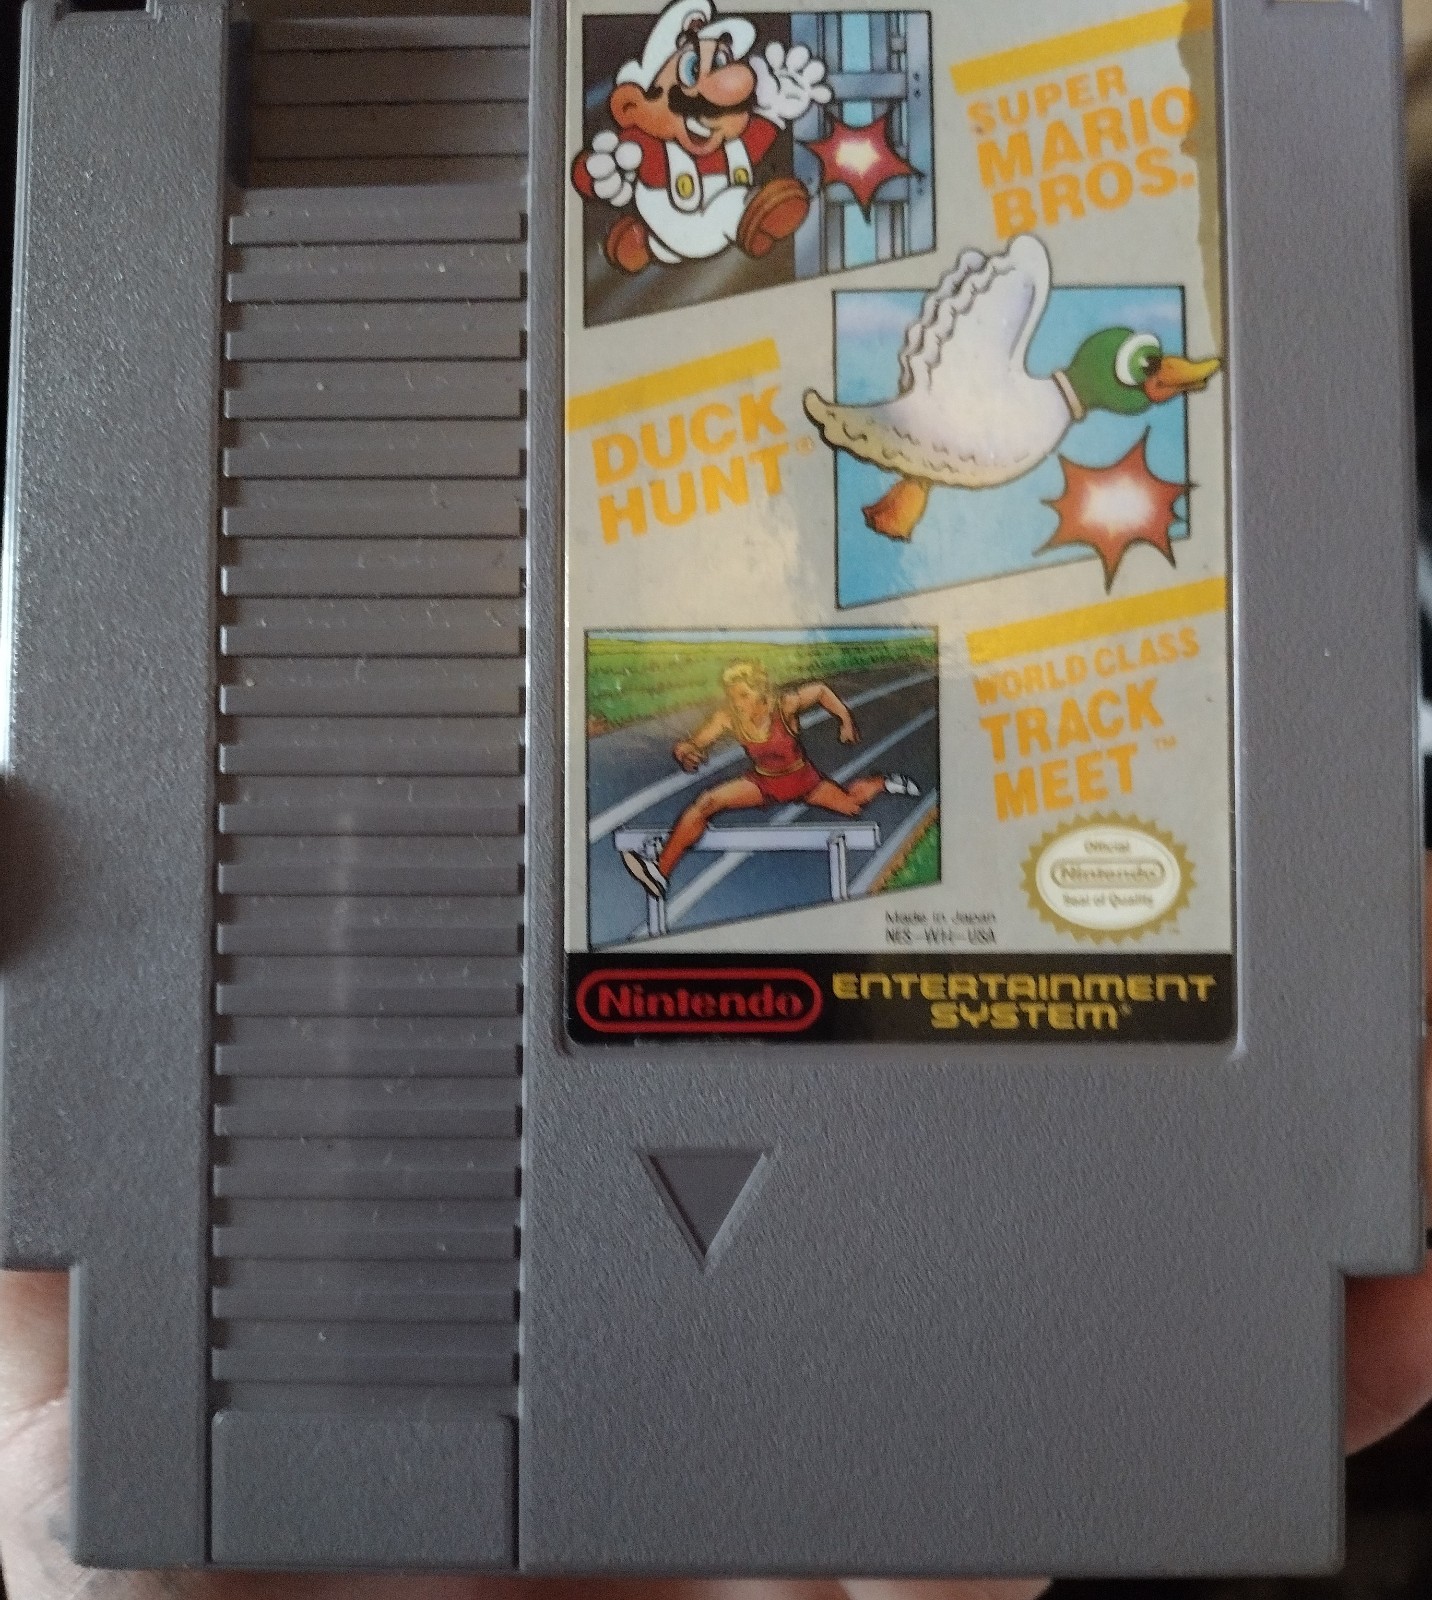 SUPER
MARIO
BROS.
DUCK
HUNT®
WORLD CLASS
TRACK
MEET™
Official
Nintendo
Seal of Quality
TM
Made in Japan
NES-WH-USA
Nintendo ENTERTAINMENT
SYSTEM®